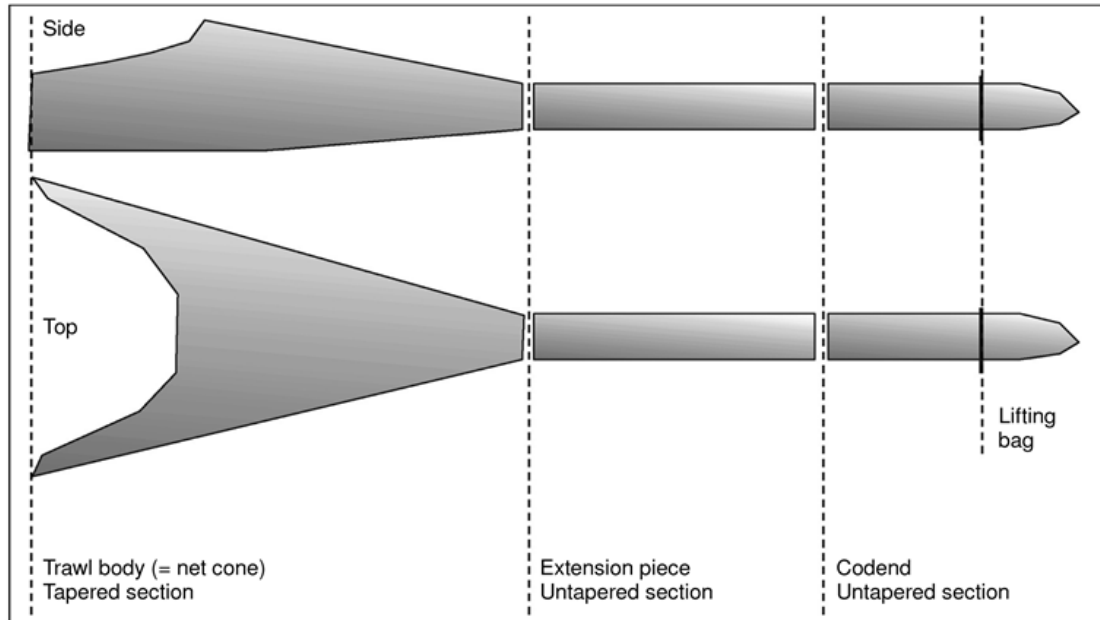 Side
Top
Lifting
bag
Trawl body (= net cone)
Tapered section
Extension piece
Untapered section
Codend
Untapered section